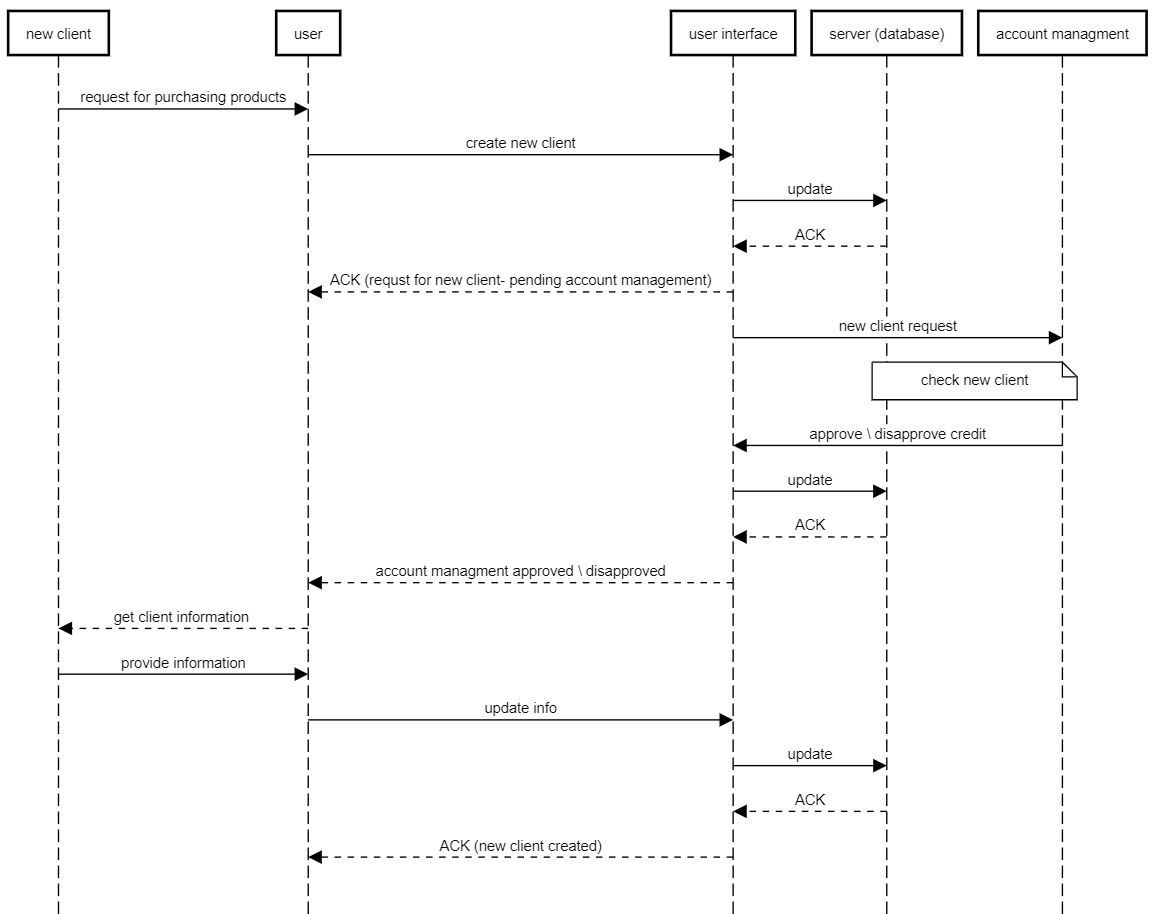 new client
user
user interface
server (database)
account managment
request for purchasing products
create new client
update
ACK
ACK (requst for new client- pending account management)
new client request
check new client
approve \ disapprove credit
update
ACK
account managment approved \ disapproved
get client information
provide information
update info
update
ACK
ACK (new client created)